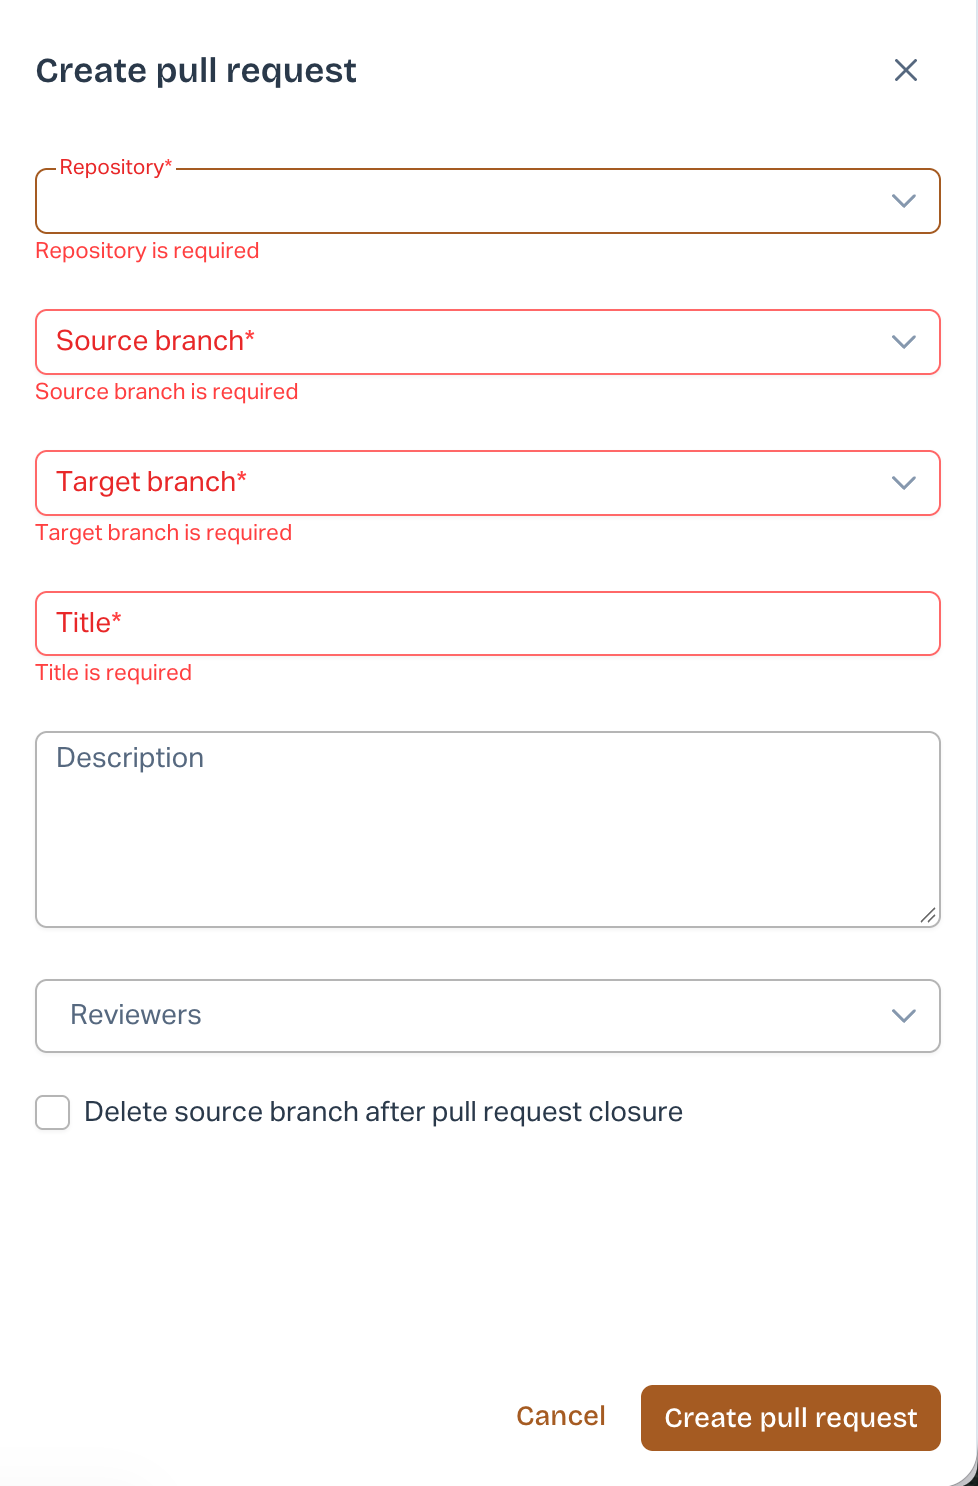 Create pull request
Repository*
Repository is required
Source branch*
Source branch is required
Target branch*
Target branch is required
Title*
Title is required
Description
Reviewers
Delete source branch after pull request closure
Cancel
Create pull request